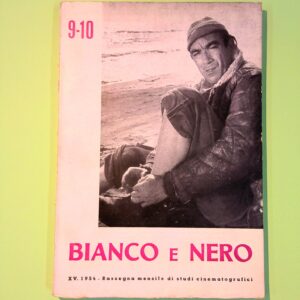 9-10
BIANCO E NERO
XV. 1954 - Rassegna mensile di studi cinematografici